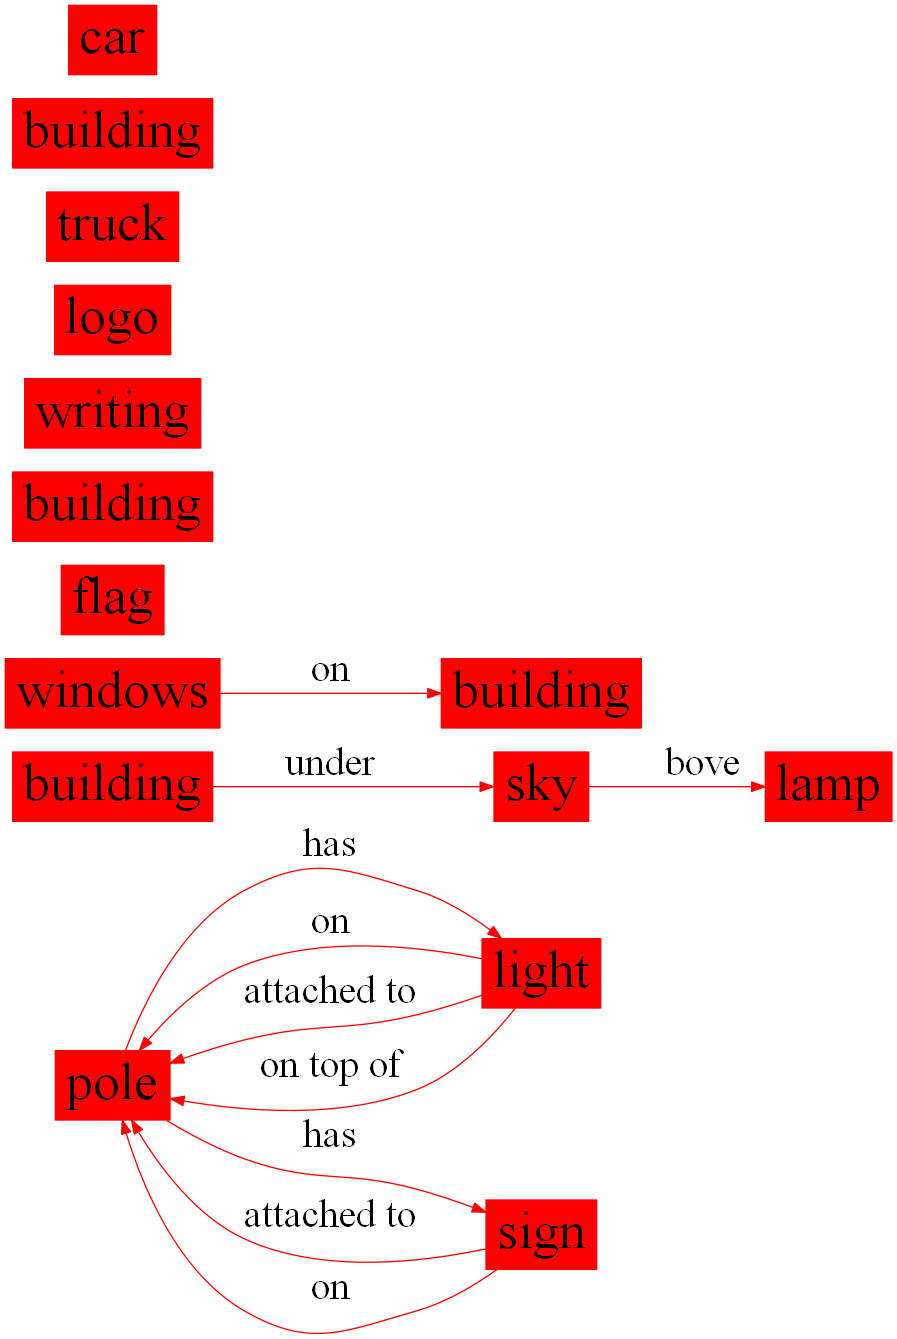 car
building
truck
logo
writing
building
flag
windows on building
building under sky bove lamp
has
on
light
attached to
on top of
pole
has
attached to
sign
on